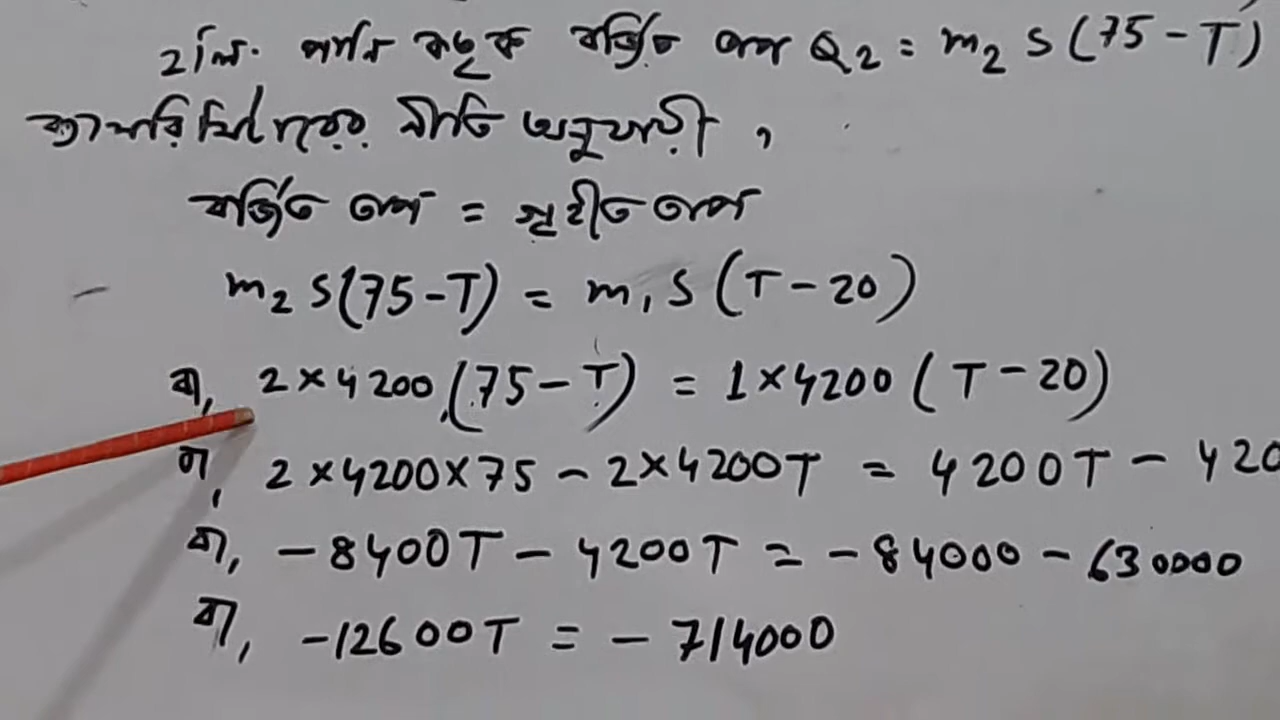 পদার্থ কর্তৃক বর্জিত তাপ Q₂ = m₂ s (75 - T)
ক্যালরিমিতির নীতি অনুযায়ী,
বর্জিত তাপ = গৃহীত তাপ
m₂ s (75 - T) = m₁ s (T - 20)
বা, 2 × 4200 (75 - T) = 1 × 4200 (T - 20)
বা, 2 × 4200 × 75 - 2 × 4200T = 4200T - 420
বা, - 8400T - 4200T = - 84000 - 630000
বা, - 12600T = - 714000